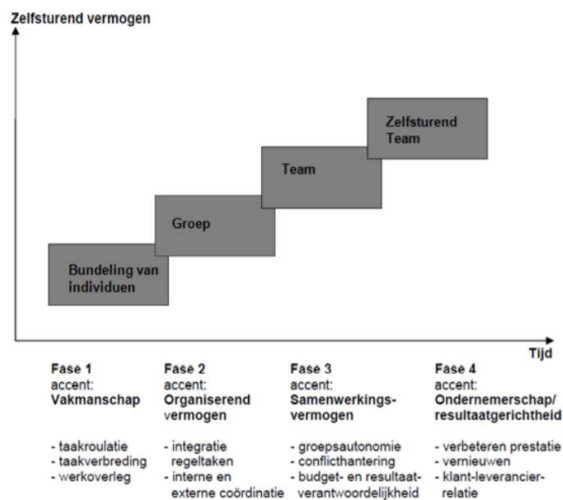 Zelfsturend vermogen
Zelfsturend
Team
Team
Groep
Bundeling van
individuen
Tijd
Fase 1
accent:
Vakmanschap
- taakroulatie
- taakverbreding
- werkoverleg
Fase 2
accent:
Organiserend
vermogen
- integratie
regeltaken
- interne en
externe coördinatie
Fase 3
accent:
Samenwerkings-
vermogen
- groepsautonomie
- conflicthantering
- budget- en resultaat-
verantwoordelijkheid
Fase 4
accent:
Ondernemerschap/
resultaatgerichtheid
- verbeteren prestatie
- vernieuwen
- klant-leverancier-
relatie